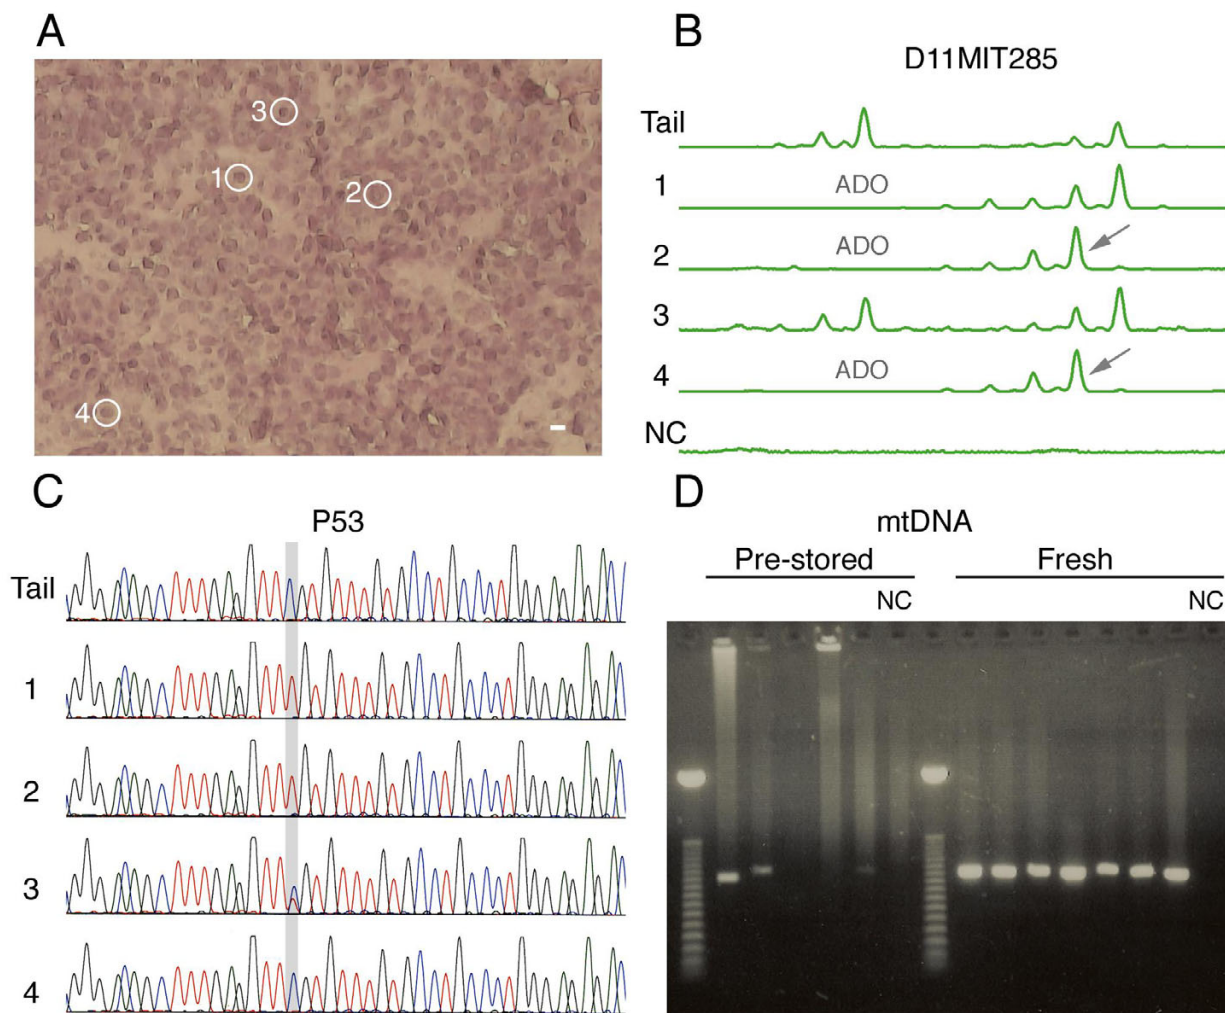 A
3
1
2
4
B
D11MIT285
Tail
1
ADO
2
ADO
3
4
ADO
NC
C
P53
Tail
1
2
3
4
D
mtDNA
Pre-stored
Fresh
NC
NC